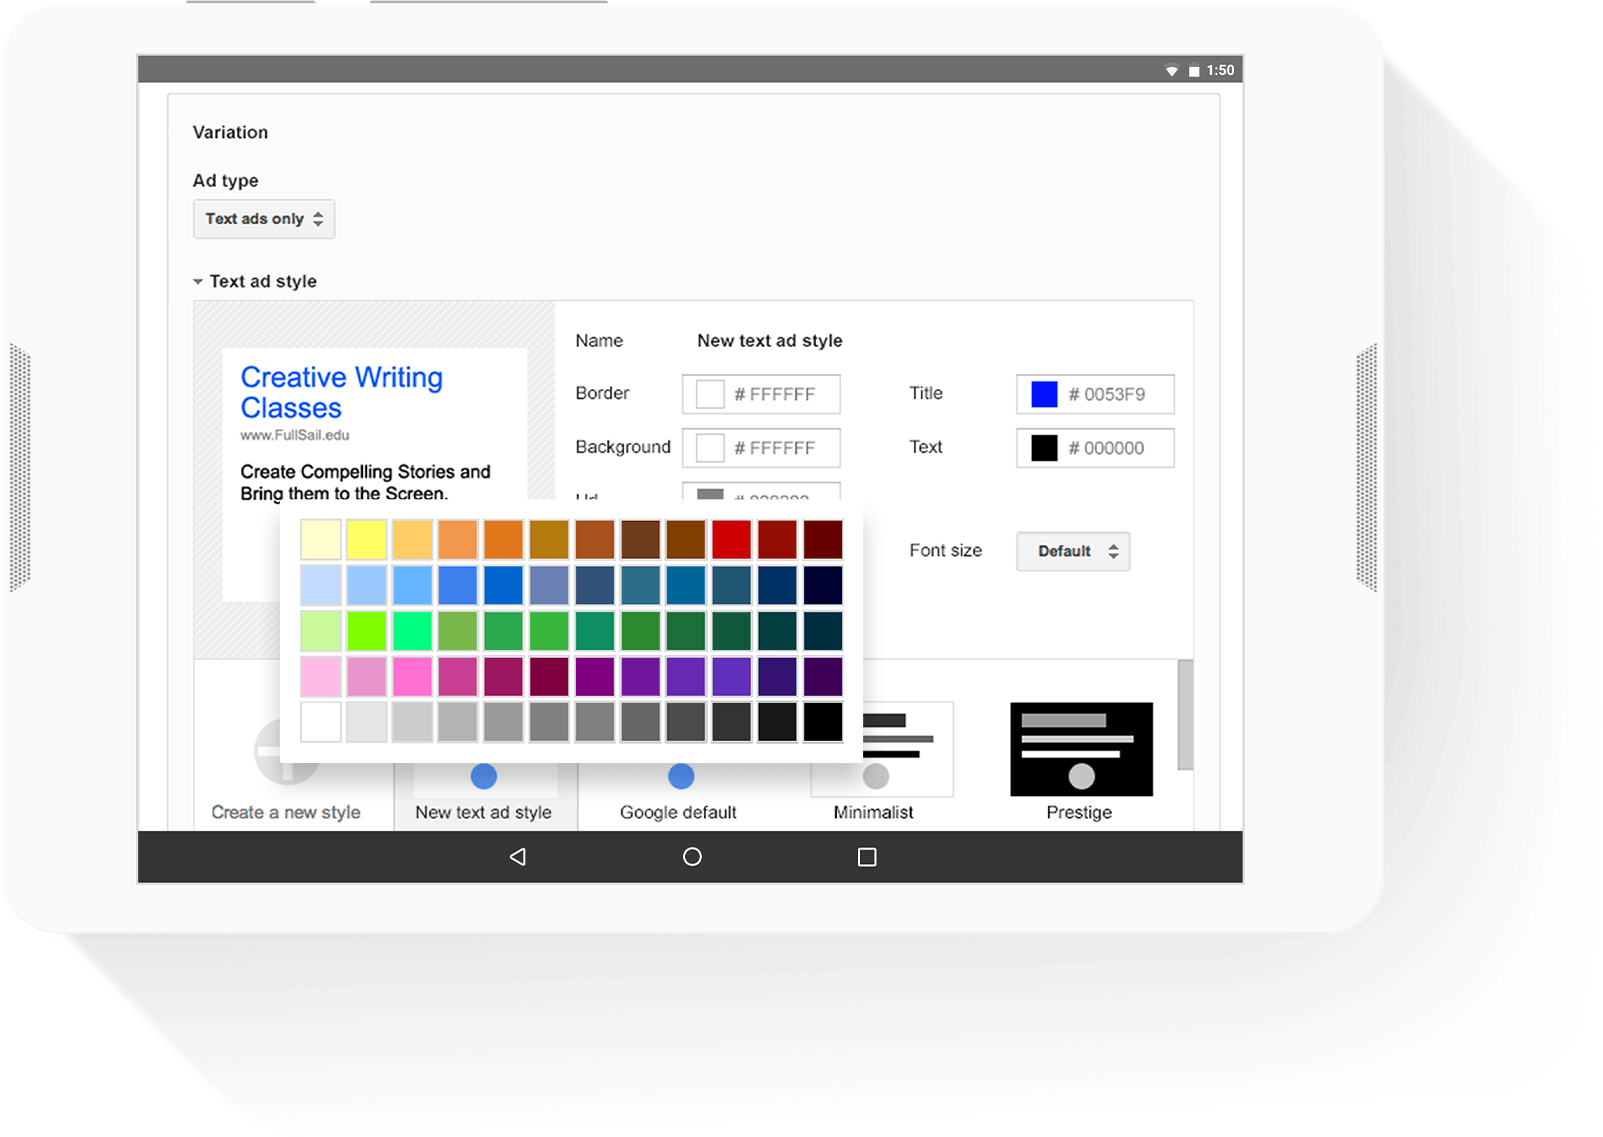 1:50
Variation
Ad type
Text ads only
Text ad style
Creative Writing
Classes
www.FullSail.edu
Create Compelling Stories and
Bring them to the Screen.
Name New text ad style
Border # FFFFFF Title # 0053F9
Background # FFFFFF Text # 000000
Url
Font size Default
Create a new style
New text ad style
Google default
Minimalist
Prestige